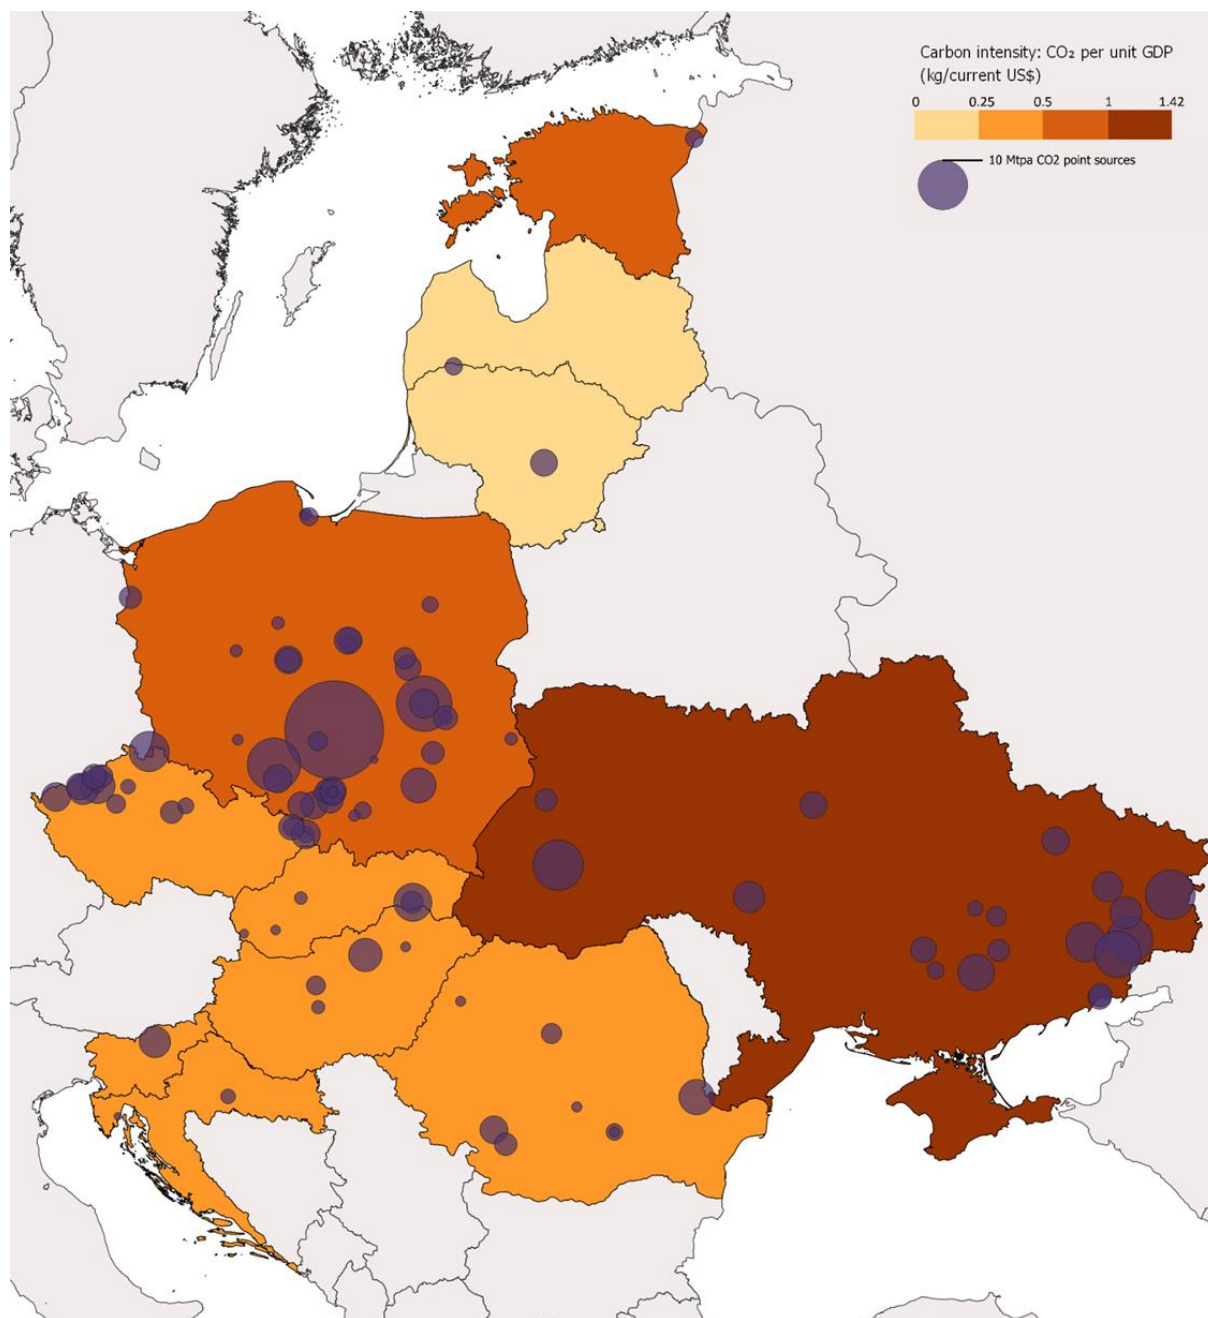 Carbon intensity: CO₂ per unit GDP
(kg/current US$)
0 0.25 0.5 1 1.42
10 Mtpa CO2 point sources